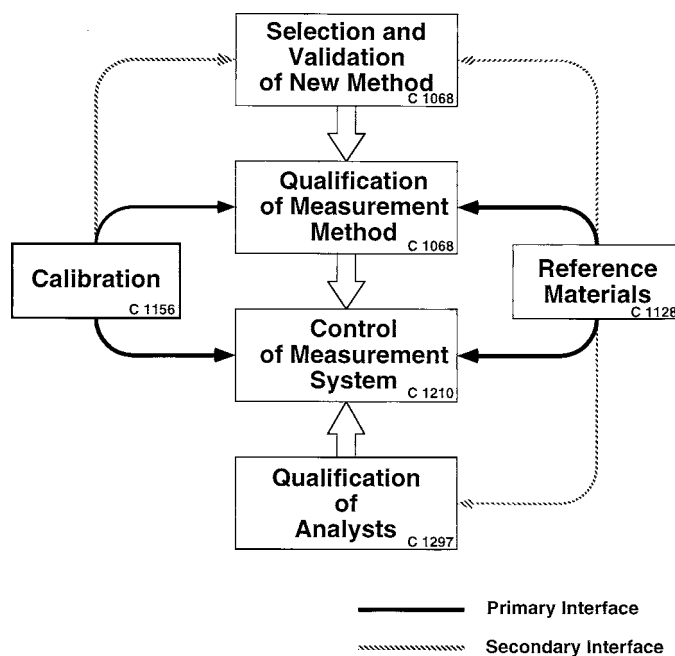 Selection and
Validation
of New Method
C 1068
Qualification
of Measurement
Method
C 1068
Calibration
C 1156
Reference
Materials
C 1128
Control
of Measurement
System
C 1210
Qualification
of
Analysts
C 1297
Primary Interface
Secondary Interface